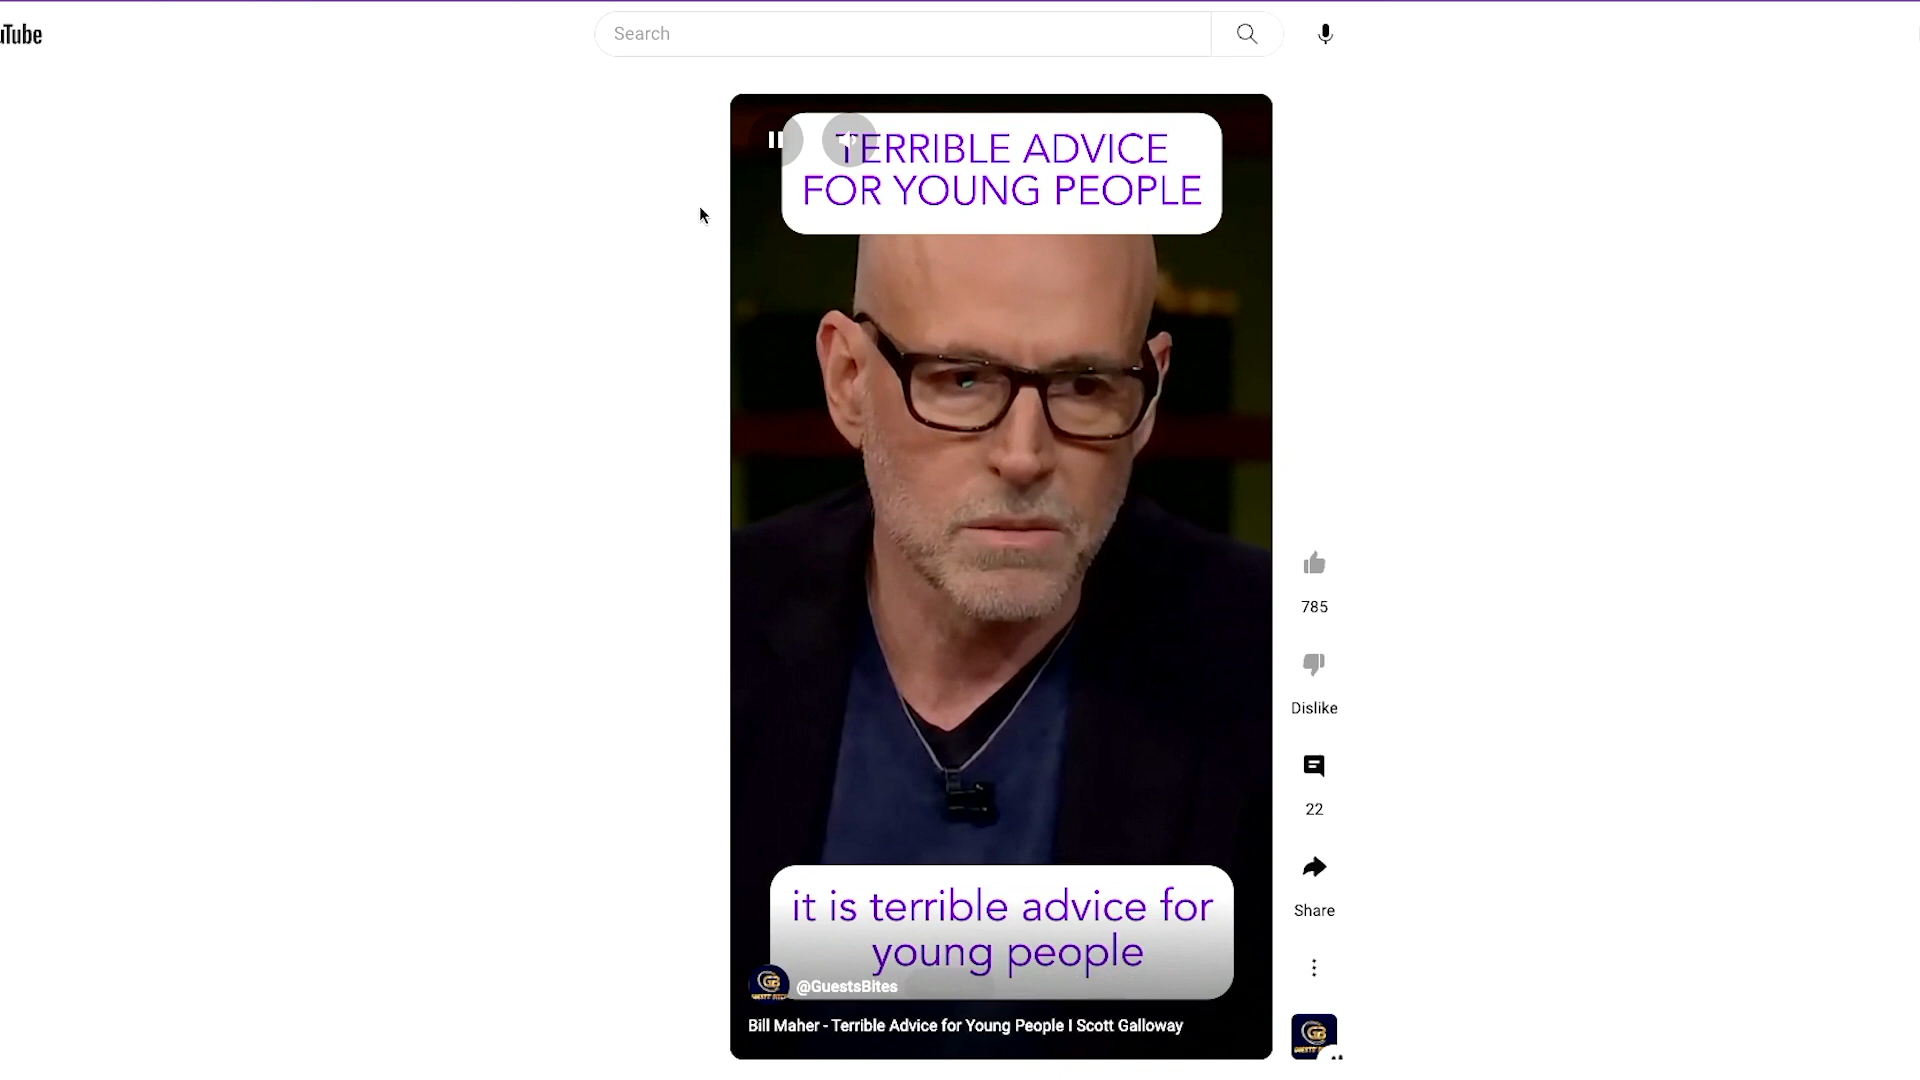 uTube
Search
TERRIBLE ADVICE
FOR YOUNG PEOPLE
785
Dislike
22
Share
it is terrible advice for
young people
@GuestsBites
Bill Maher - Terrible Advice for Young People I Scott Galloway